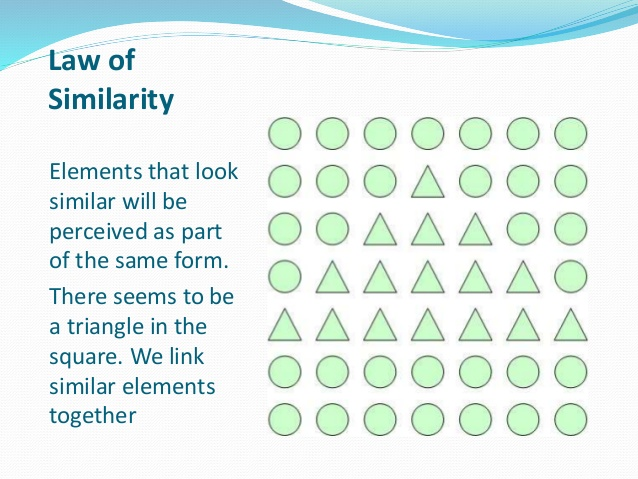 Law of
Similarity
Elements that look
similar will be
perceived as part
of the same form.
There seems to be
a triangle in the
square. We link
similar elements
together